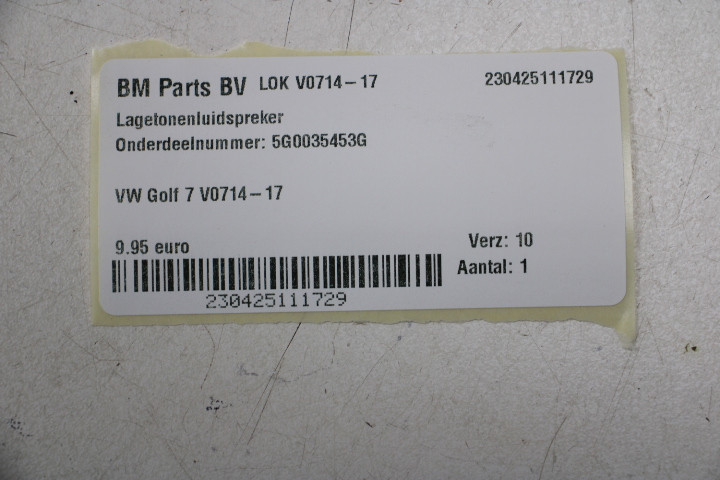 BM Parts BV LOK V0714-17 230425111729
Lagetonenluidspreker
Onderdeelnummer: 5G0035453G
VW Golf 7 V0714-17
9.95 euro Verz: 10
Aantal: 1
230425111729